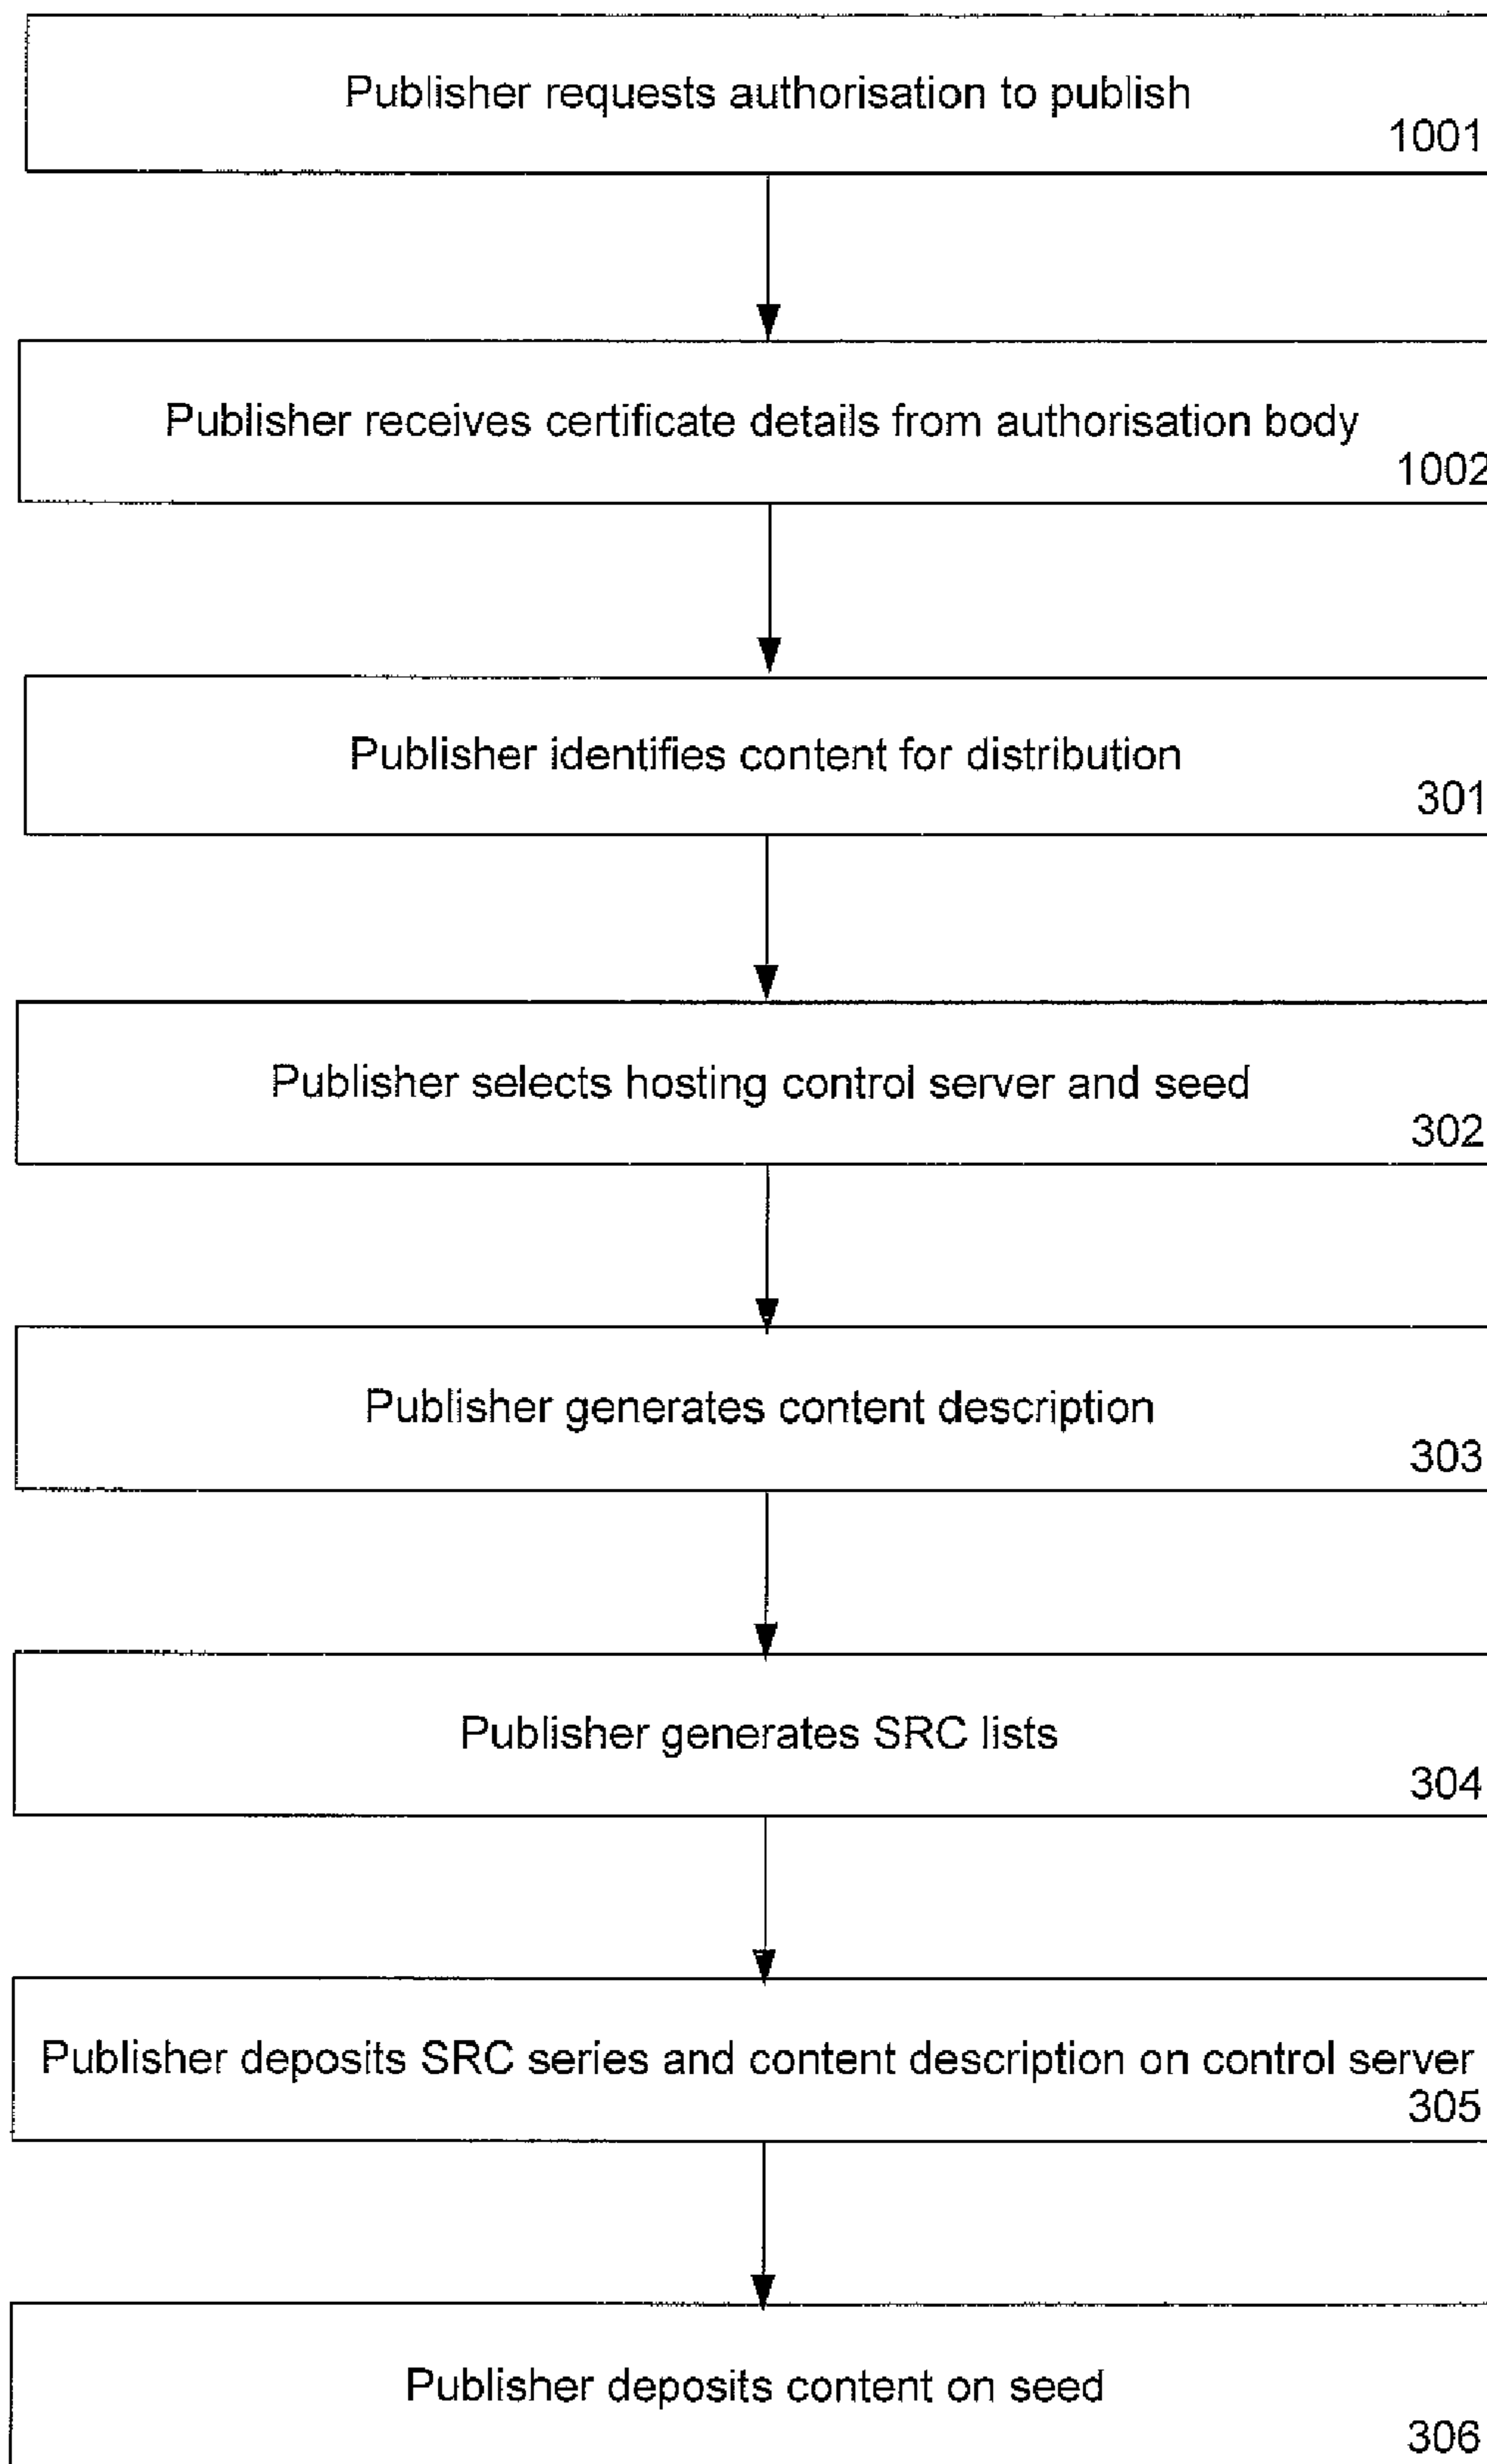 Publisher requests authorisation to publish
1001
Publisher receives certificate details from authorisation body
1002
Publisher identifies content for distribution
301
Publisher selects hosting control server and seed
302
Publisher generates content description
303
Publisher generates SRC lists
304
Publisher deposits SRC series and content description on control server
305
Publisher deposits content on seed
306